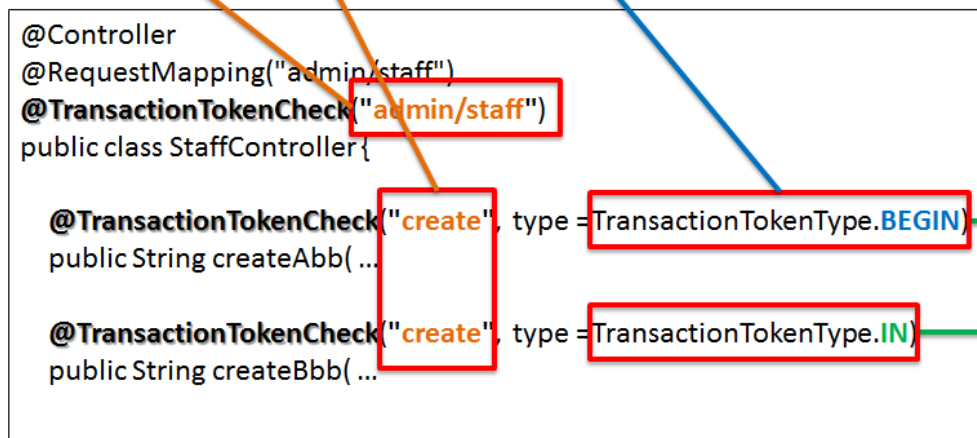 @Controller
@RequestMapping("admin/staff")
@TransactionTokenCheck("admin/staff")
public class StaffController{
@TransactionTokenCheck("create", type =TransactionTokenType.BEGIN)
public String createAbb( ...
@TransactionTokenCheck("create", type =TransactionTokenType.IN)
public String createBbb( ...